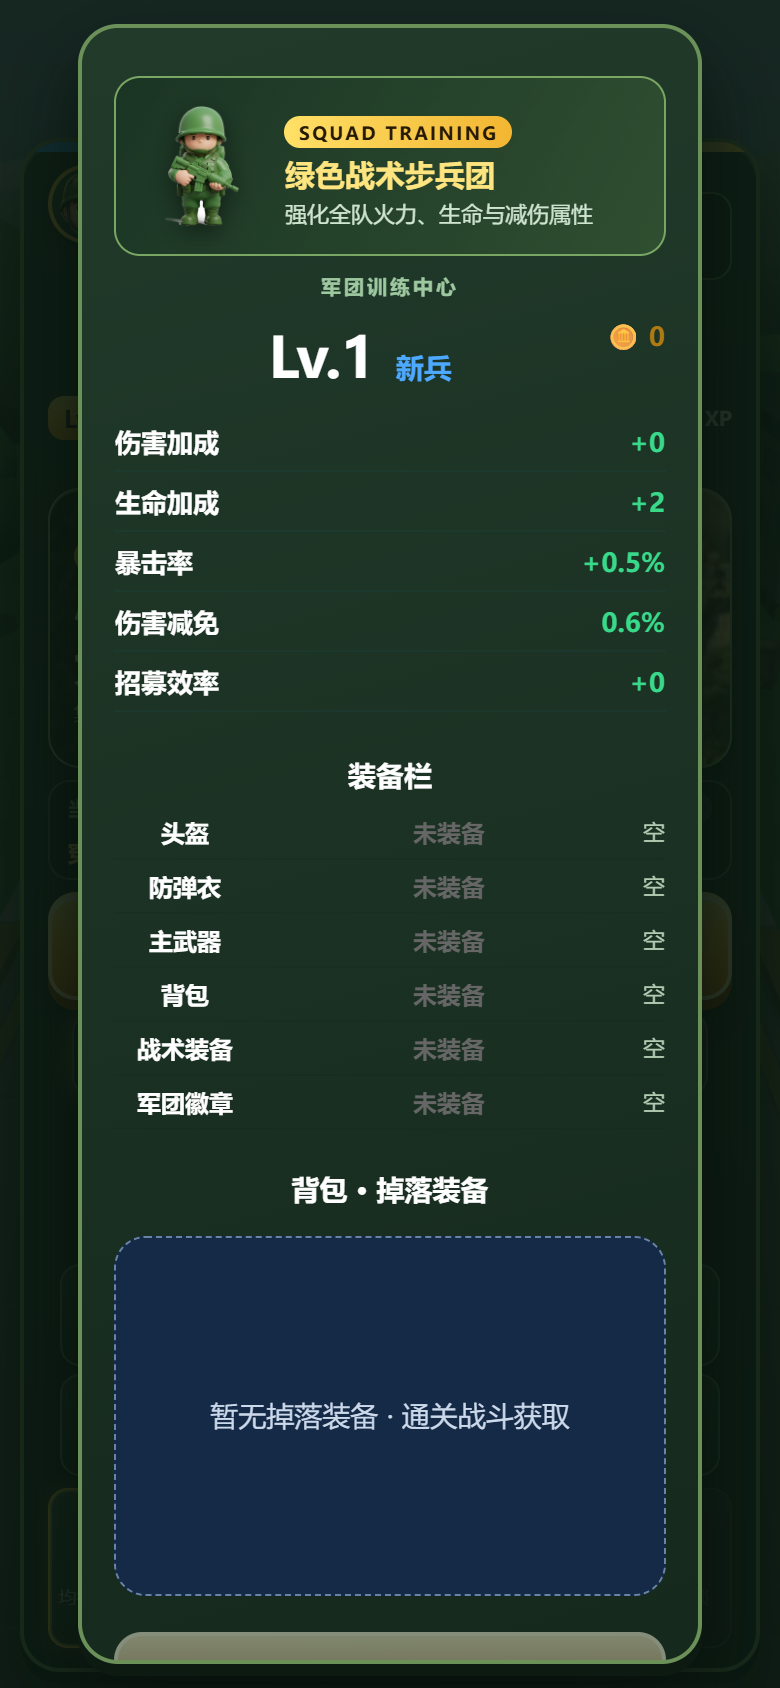 SQUAD TRAINING
绿色战术步兵团
强化全队火力、生命与减伤属性
军团训练中心
Lv.1 新兵
0
伤害加成 +0
生命加成 +2
暴击率 +0.5%
伤害减免 0.6%
招募效率 +0
装备栏
头盔 未装备 空
防弹衣 未装备 空
主武器 未装备 空
背包 未装备 空
战术装备 未装备 空
军团徽章 未装备 空
背包 • 掉落装备
暂无掉落装备 · 通关战斗获取
XP